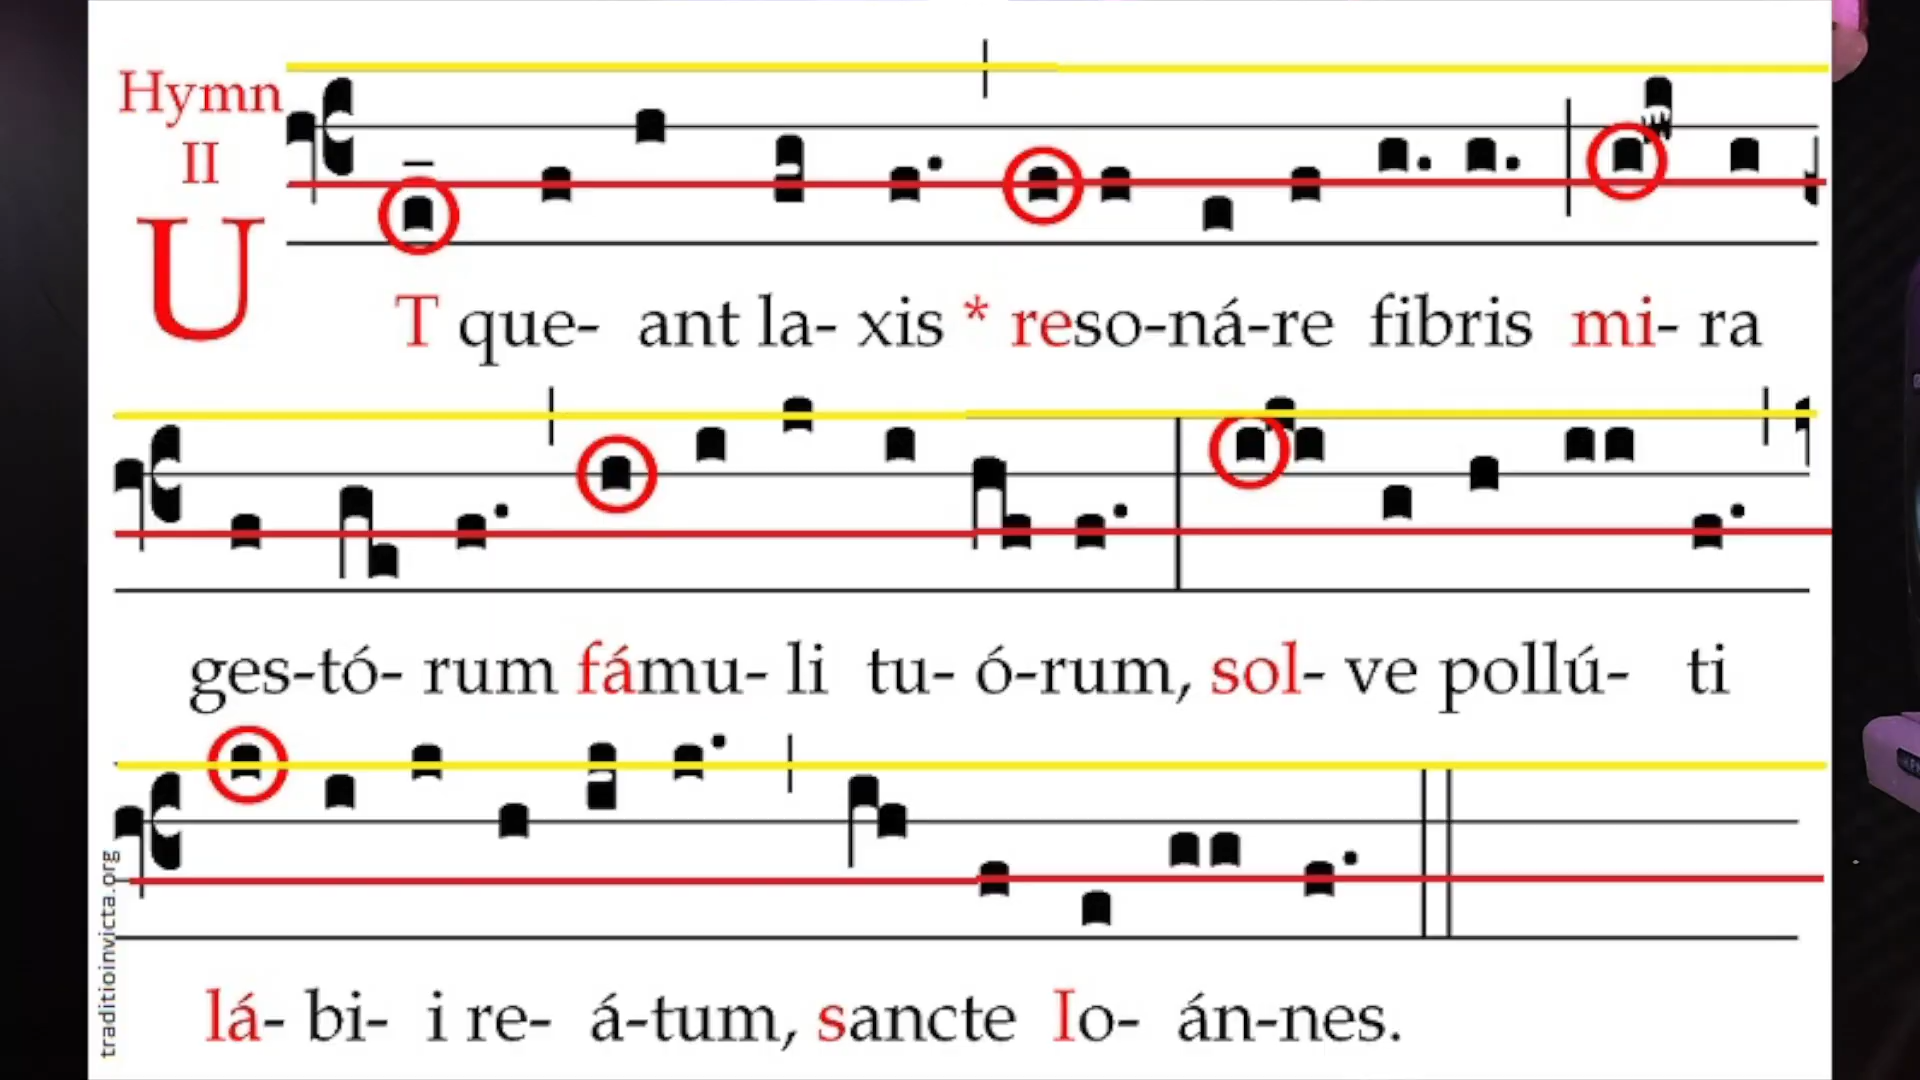 Hymn
II
UT que- ant la- xis * reso-ná-re fibris mi- ra
ges-tó- rum fámu- li tu- ó-rum, sol- ve pollú- ti
lá- bi- i re- á-tum, sancte Io- án-nes.
traditioinvicta.org